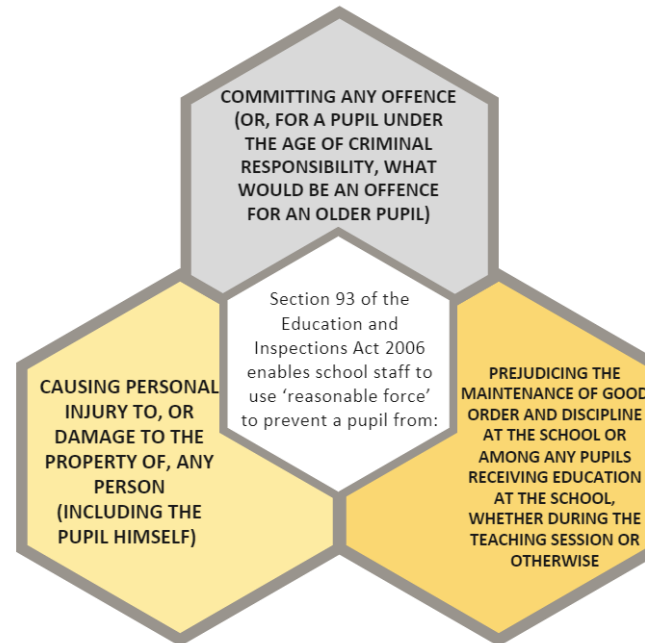 COMMITTING ANY OFFENCE
(OR, FOR A PUPIL UNDER
THE AGE OF CRIMINAL
RESPONSIBILITY, WHAT
WOULD BE AN OFFENCE
FOR AN OLDER PUPIL)
Section 93 of the
Education and
Inspections Act 2006
enables school staff to
use ‘reasonable force’
to prevent a pupil from:
CAUSING PERSONAL
INJURY TO, OR
DAMAGE TO THE
PROPERTY OF, ANY
PERSON
(INCLUDING THE
PUPIL HIMSELF)
PREJUDICING THE
MAINTENANCE OF GOOD
ORDER AND DISCIPLINE
AT THE SCHOOL OR
AMONG ANY PUPILS
RECEIVING EDUCATION
AT THE SCHOOL,
WHETHER DURING THE
TEACHING SESSION OR
OTHERWISE